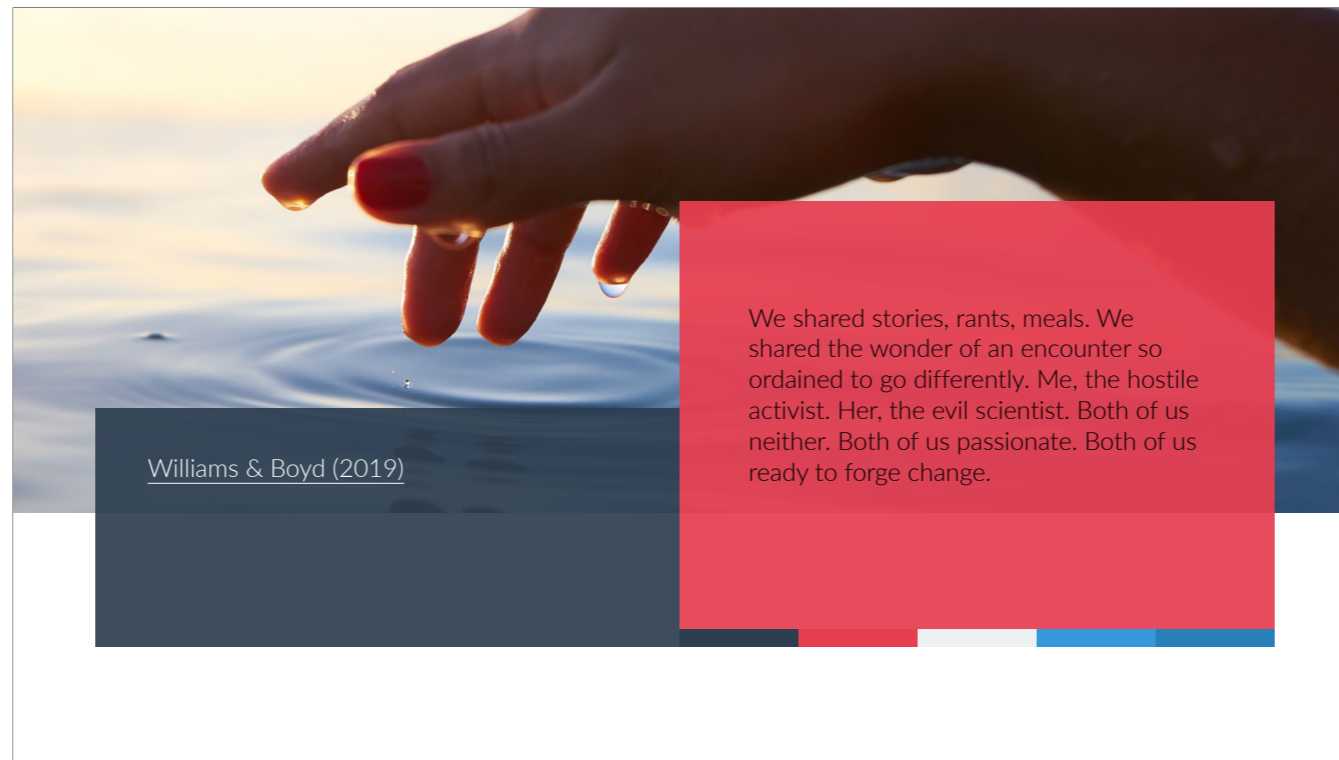 Williams & Boyd (2019)
We shared stories, rants, meals. We
shared the wonder of an encounter so
ordained to go differently. Me, the hostile
activist. Her, the evil scientist. Both of us
neither. Both of us passionate. Both of us
ready to forge change.